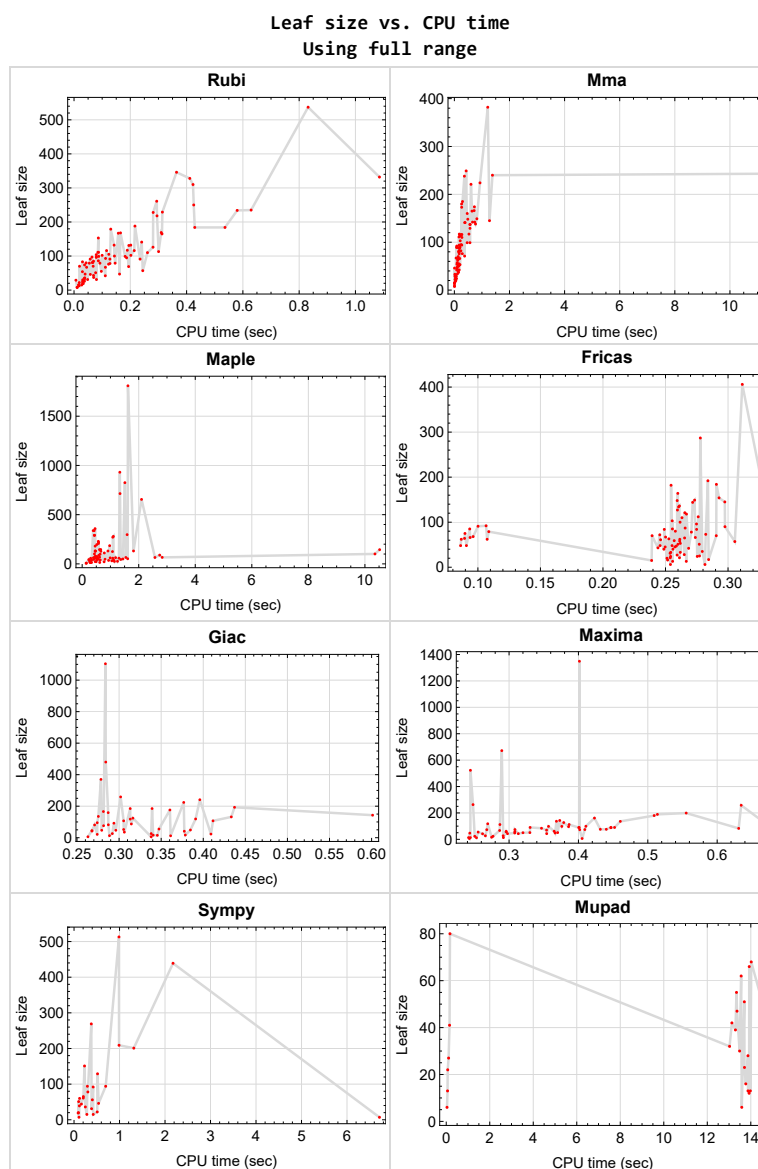 Leaf size vs. CPU time
Using full range
Rubi
Leaf size
500
400
300
200
100
0
0.0 0.2 0.4 0.6 0.8 1.0
CPU time (sec)
Mma
Leaf size
400
300
200
100
0
0 2 4 6 8 10
CPU time (sec)
Maple
Leaf size
1500
1000
500
0
0 2 4 6 8 10
CPU time (sec)
Fricas
Leaf size
400
300
200
100
0
0.10 0.15 0.20 0.25 0.30
CPU time (sec)
Giac
Leaf size
1000
800
600
400
200
0
0.25 0.30 0.35 0.40 0.45 0.50 0.55 0.60
CPU time (sec)
Maxima
Leaf size
1400
1200
1000
800
600
400
200
0
0.3 0.4 0.5 0.6
CPU time (sec)
Sympy
Leaf size
500
400
300
200
100
0
0 1 2 3 4 5 6
CPU time (sec)
Mupad
Leaf size
80
60
40
20
0
0 2 4 6 8 10 12 14
CPU time (sec)